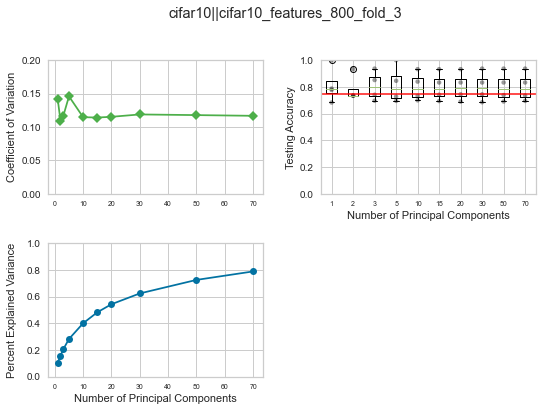 cifar10||cifar10_features_800_fold_3
Coefficient of Variation
0.20
0.15
0.10
0.05
0.00
0 10 20 30 40 50 60 70
Testing Accuracy
1.0
0.8
0.6
0.4
0.2
0
1 2 3 5 10 15 20 30 50 70
Number of Principal Components
Percent Explained Variance
1.0
0.8
0.6
0.4
0.2
0.0
0 10 20 30 40 50 60 70
Number of Principal Components